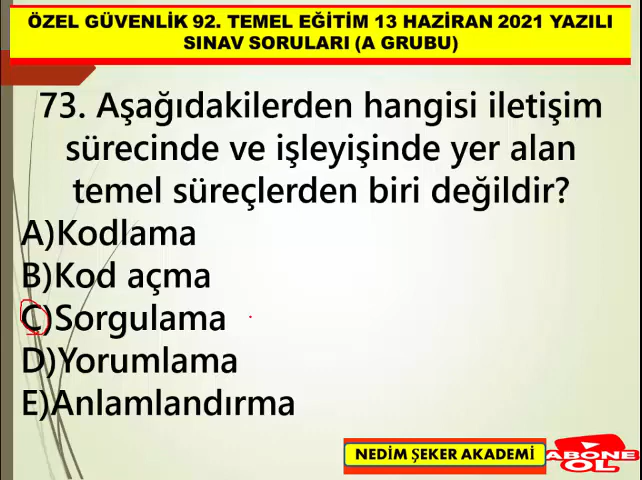 ÖZEL GÜVENLİK 92. TEMEL EĞİTİM 13 HAZİRAN 2021 YAZILI
SINAV SORULARI (A GRUBU)
73. Aşağıdakilerden hangisi iletişim
sürecinde ve işleyişinde yer alan
temel süreçlerden biri değildir?
A)Kodlama
B)Kod açma
C)Sorgulama
D)Yorumlama
E)Anlamlandırma
NEDİM ŞEKER AKADEMİ
ABONE
OL